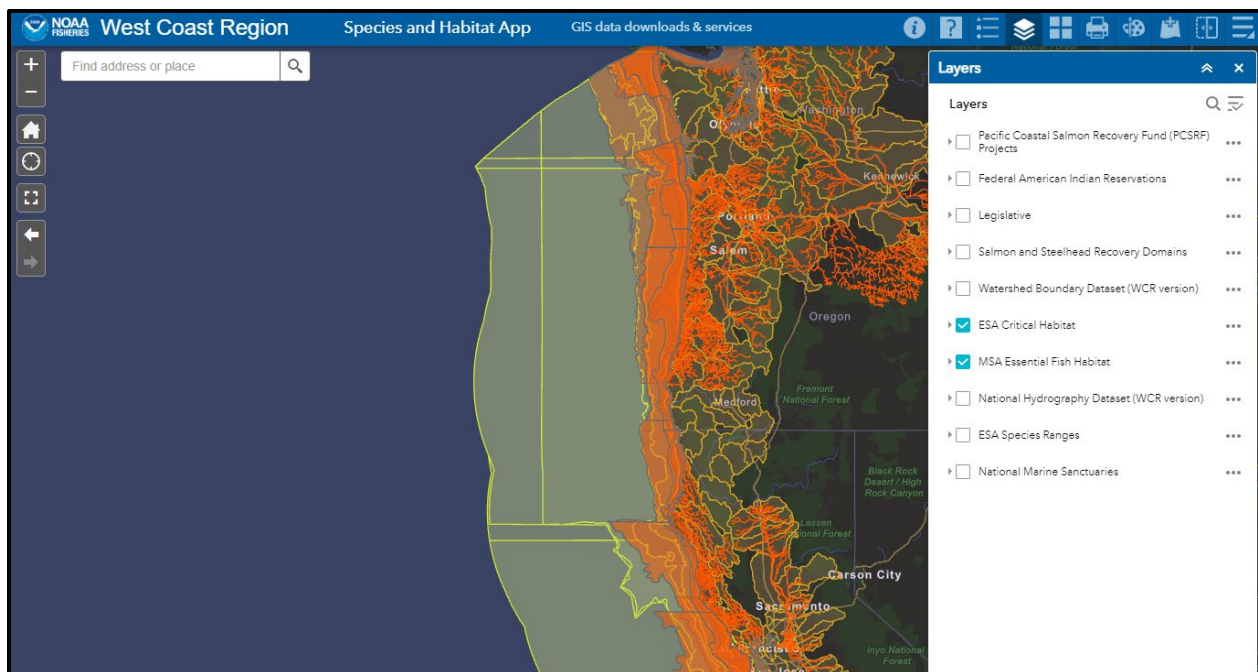 NOAA
FISHERIES
West Coast Region
Species and Habitat App
GIS data downloads & services
Find address or place
Layers
Layers
Pacific Coastal Salmon Recovery Fund (PCSRF)
Projects
Federal American Indian Reservations
Legislative
Salmon and Steelhead Recovery Domains
Watershed Boundary Dataset (WCR version)
ESA Critical Habitat
MSA Essential Fish Habitat
National Hydrography Dataset (WCR version)
ESA Species Ranges
National Marine Sanctuaries
Washington
Kennewick
Portland
Salem
Oregon
Fremont
National Forest
Medford
Black Rock
Desert / High
Rock Canyon
Lassen
National Forest
Carson City
Sacramento
Inyo National
Forest